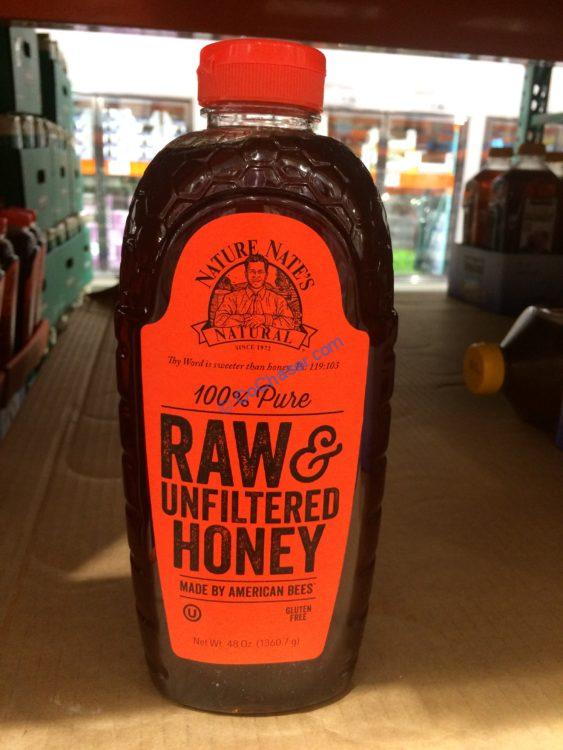 NATURE NATE'S
NATURAL
SINCE 1972
Thy Word is sweeter than honey 119:103
100% Pure
RAW &
UNFILTERED
HONEY
MADE BY AMERICAN BEES
U
GLUTEN
FREE
Net Wt. 48 Oz. (1360.7 g)